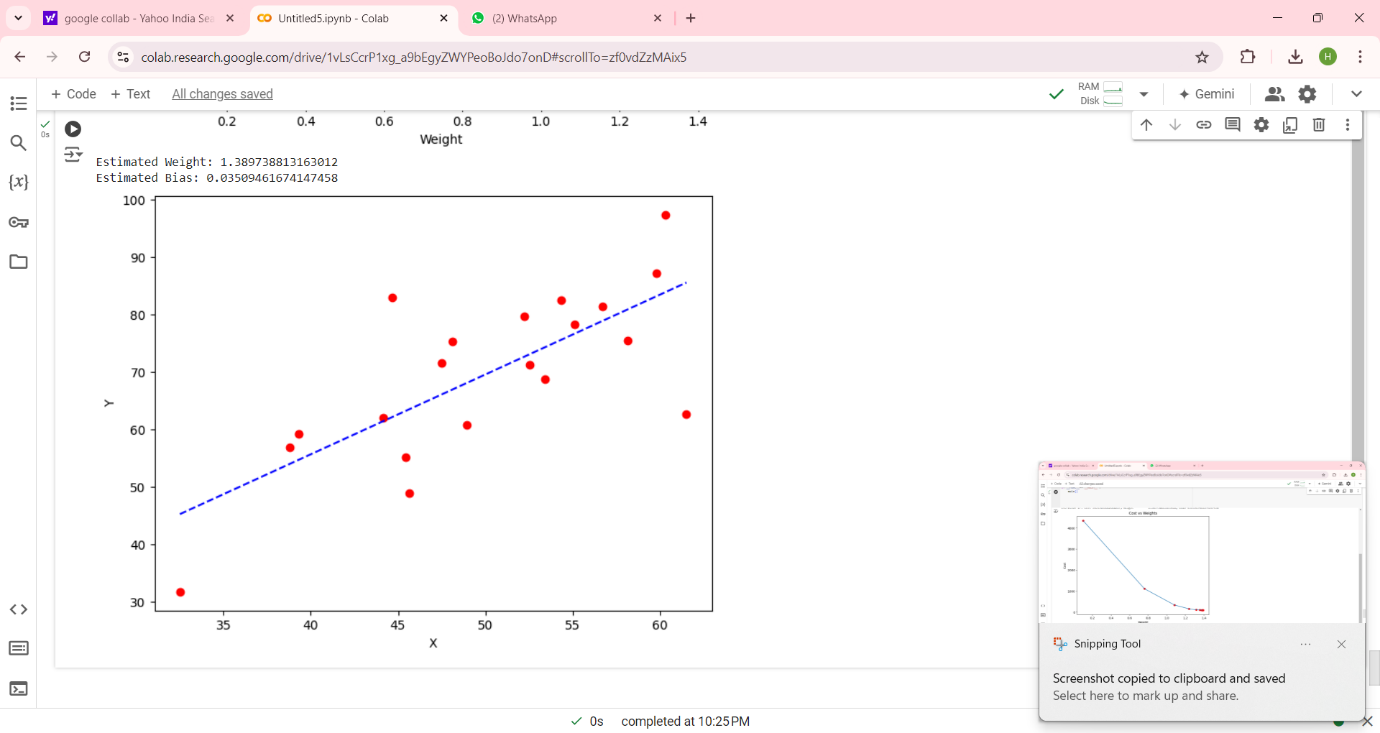 google collab - Yahoo India Sea
Untitled5.ipynb - Colab
(2) WhatsApp
colab.research.google.com/drive/1vLsCcrP1xg_a9bEgyZWYPeoBoJdo7onD#scrollTo=zf0vdZzMAix5
H
+ Code + Text All changes saved
RAM
Disk
Gemini
0s
0.2 0.4 0.6 0.8 1.0 1.2 1.4
Weight
Estimated Weight: 1.389738813163012
Estimated Bias: 0.03509461674147458
100
90
80
70
60
50
40
30
Y
35 40 45 50 55 60
X
Cost vs Weights
Snipping Tool
Screenshot copied to clipboard and saved
Select here to mark up and share.
0s completed at 10:25 PM